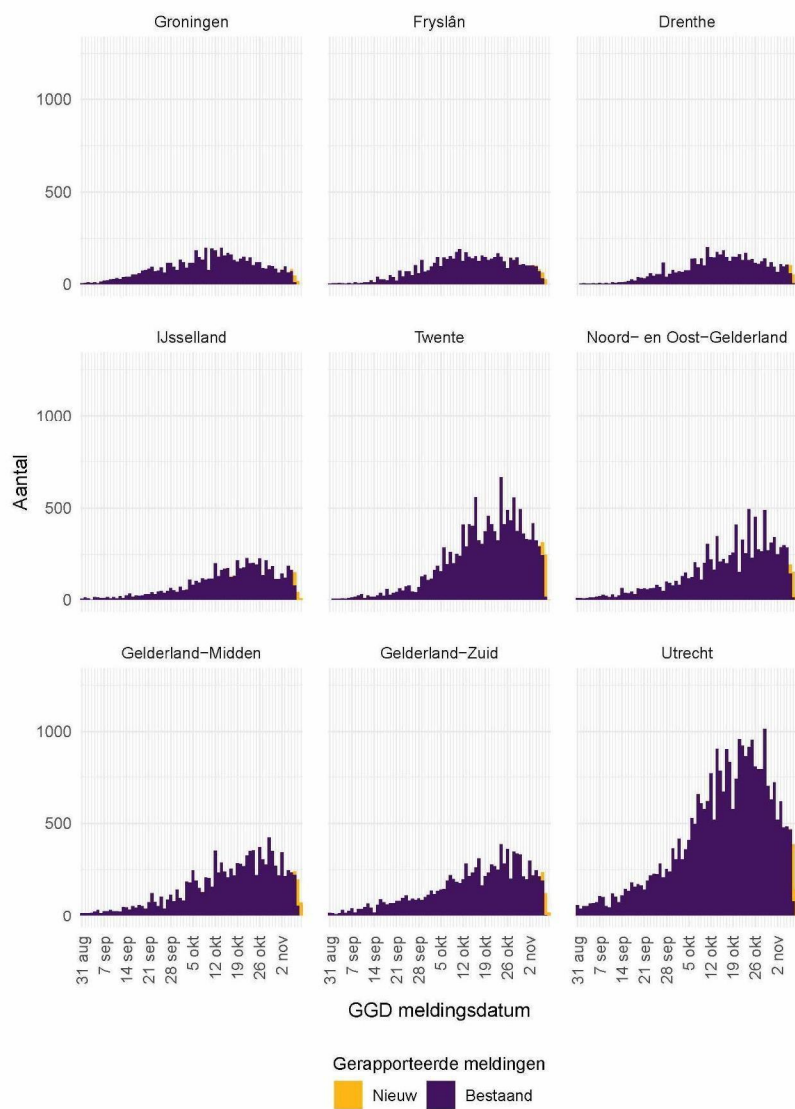 Groningen
Fryslân
Drenthe
1000
500
0
IJsselland
Twente
Noord− en Oost−Gelderland
1000
500
0
Aantal
Gelderland−Midden
Gelderland−Zuid
Utrecht
1000
500
0
31 aug
7 sep
14 sep
21 sep
28 sep
5 okt
12 okt
19 okt
26 okt
2 nov
31 aug
7 sep
14 sep
21 sep
28 sep
5 okt
12 okt
19 okt
26 okt
2 nov
31 aug
7 sep
14 sep
21 sep
28 sep
5 okt
12 okt
19 okt
26 okt
2 nov
GGD meldingsdatum
Gerapporteerde meldingen
Nieuw
Bestaand